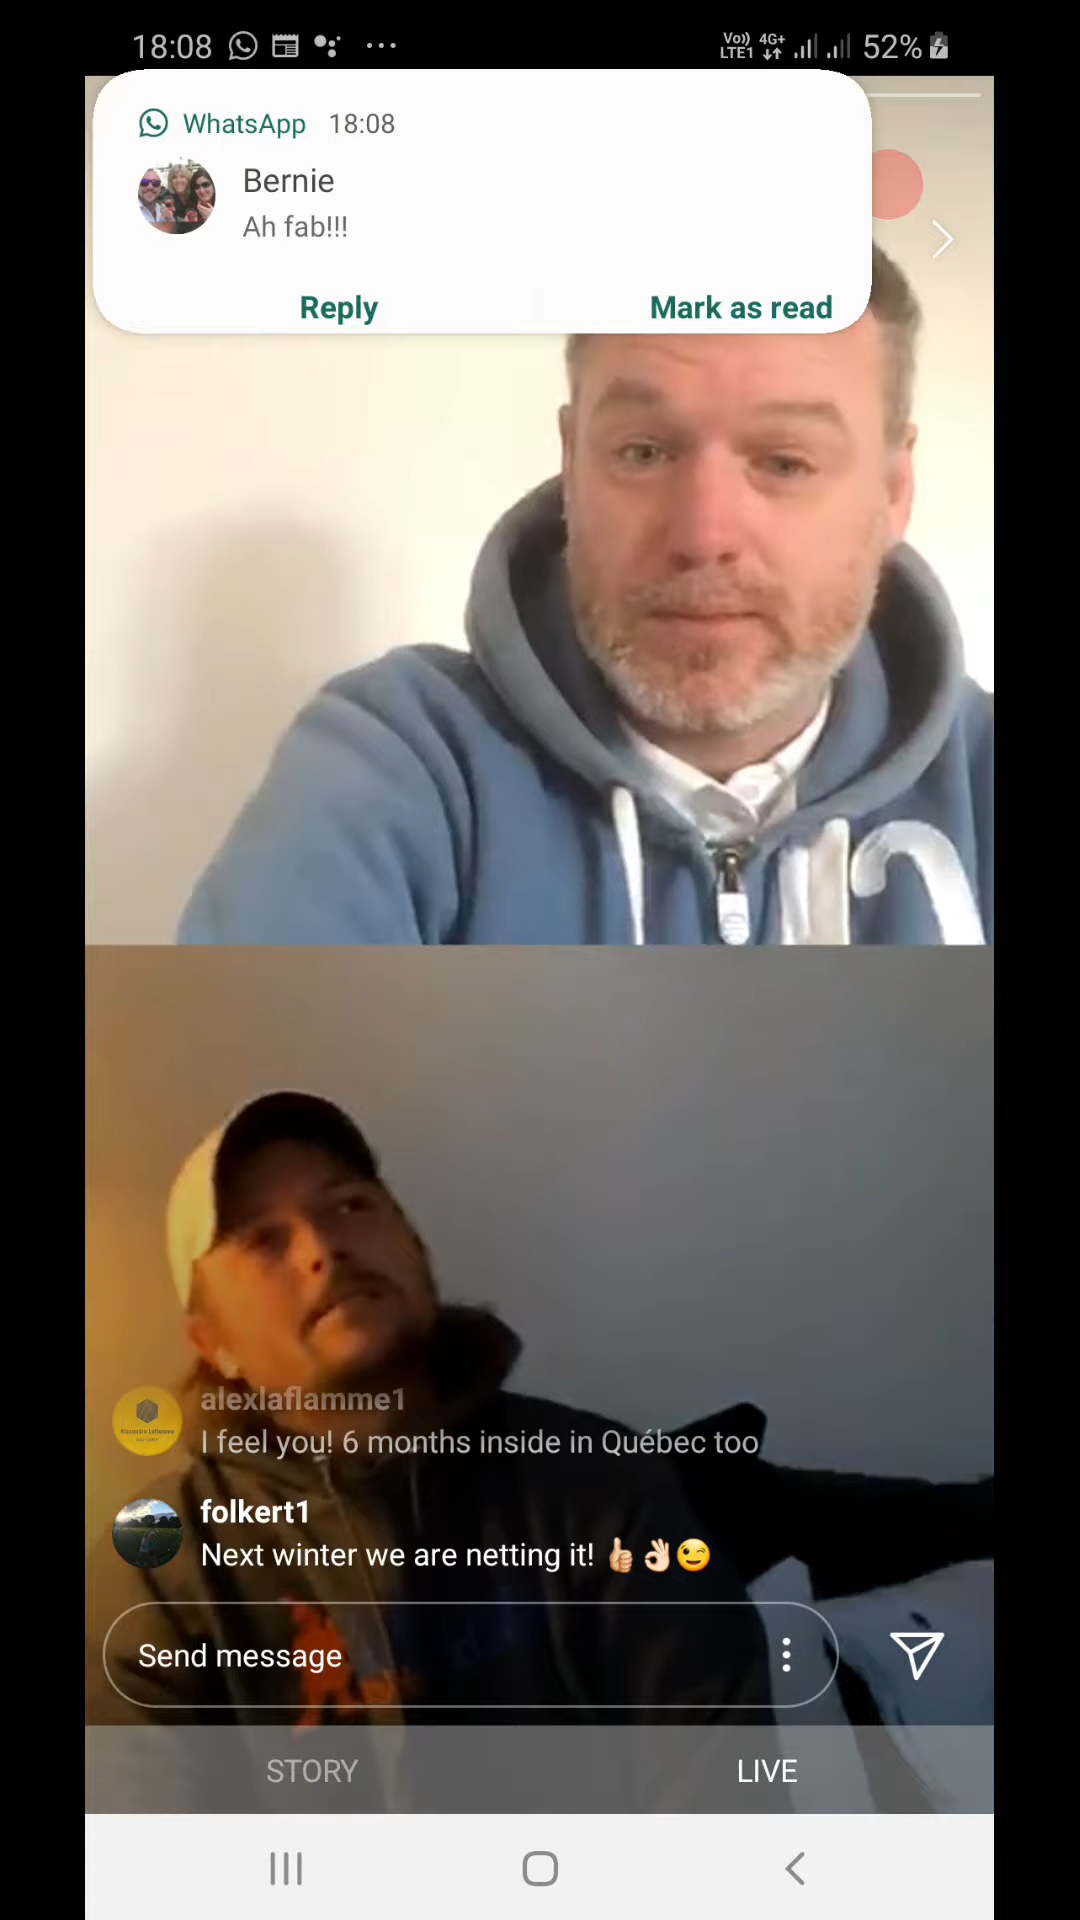 18:08
Vo)) 4G+ 52%
LTE1
WhatsApp 18:08
Bernie
Ah fab!!!
Reply Mark as read
alexlaflamme1
I feel you! 6 months inside in Québec too
folkert1
Next winter we are netting it! 👍🏻👌🏻😉
Send message
STORY LIVE